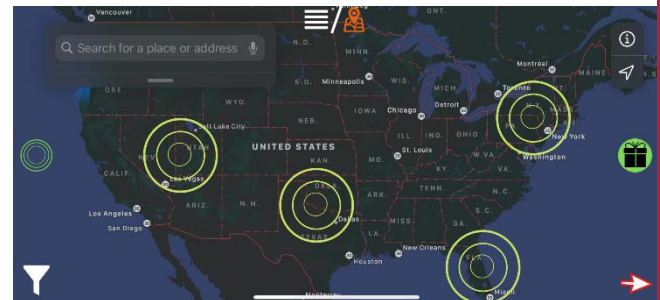 Vancouver
ONT.
Search for a place or address
N.D.
MINN.
Montréal
MAINE
Minneapolis
WIS.
MICH
Toronto
S.D.
ORE.
WYO.
IOWA
Chicago
Detroit
N.Y.
MASS
Salt Lake City
NEB.
ILL.
IND.
OHIO
PA.
New York
UNITED STATES
St. Louis
Washington
NEV.
UTAH
KAN.
MO.
W.VA.
VA.
CALIF.
Las Vegas
KY.
Los Angeles
ARIZ.
N.M.
OKLA.
ARK.
TENN.
N.C.
San Diego
Dallas
MISS.
S.C.
GA.
TEXAS
LA.
Houston
New Orleans
FLA.
Monterrey
Miami